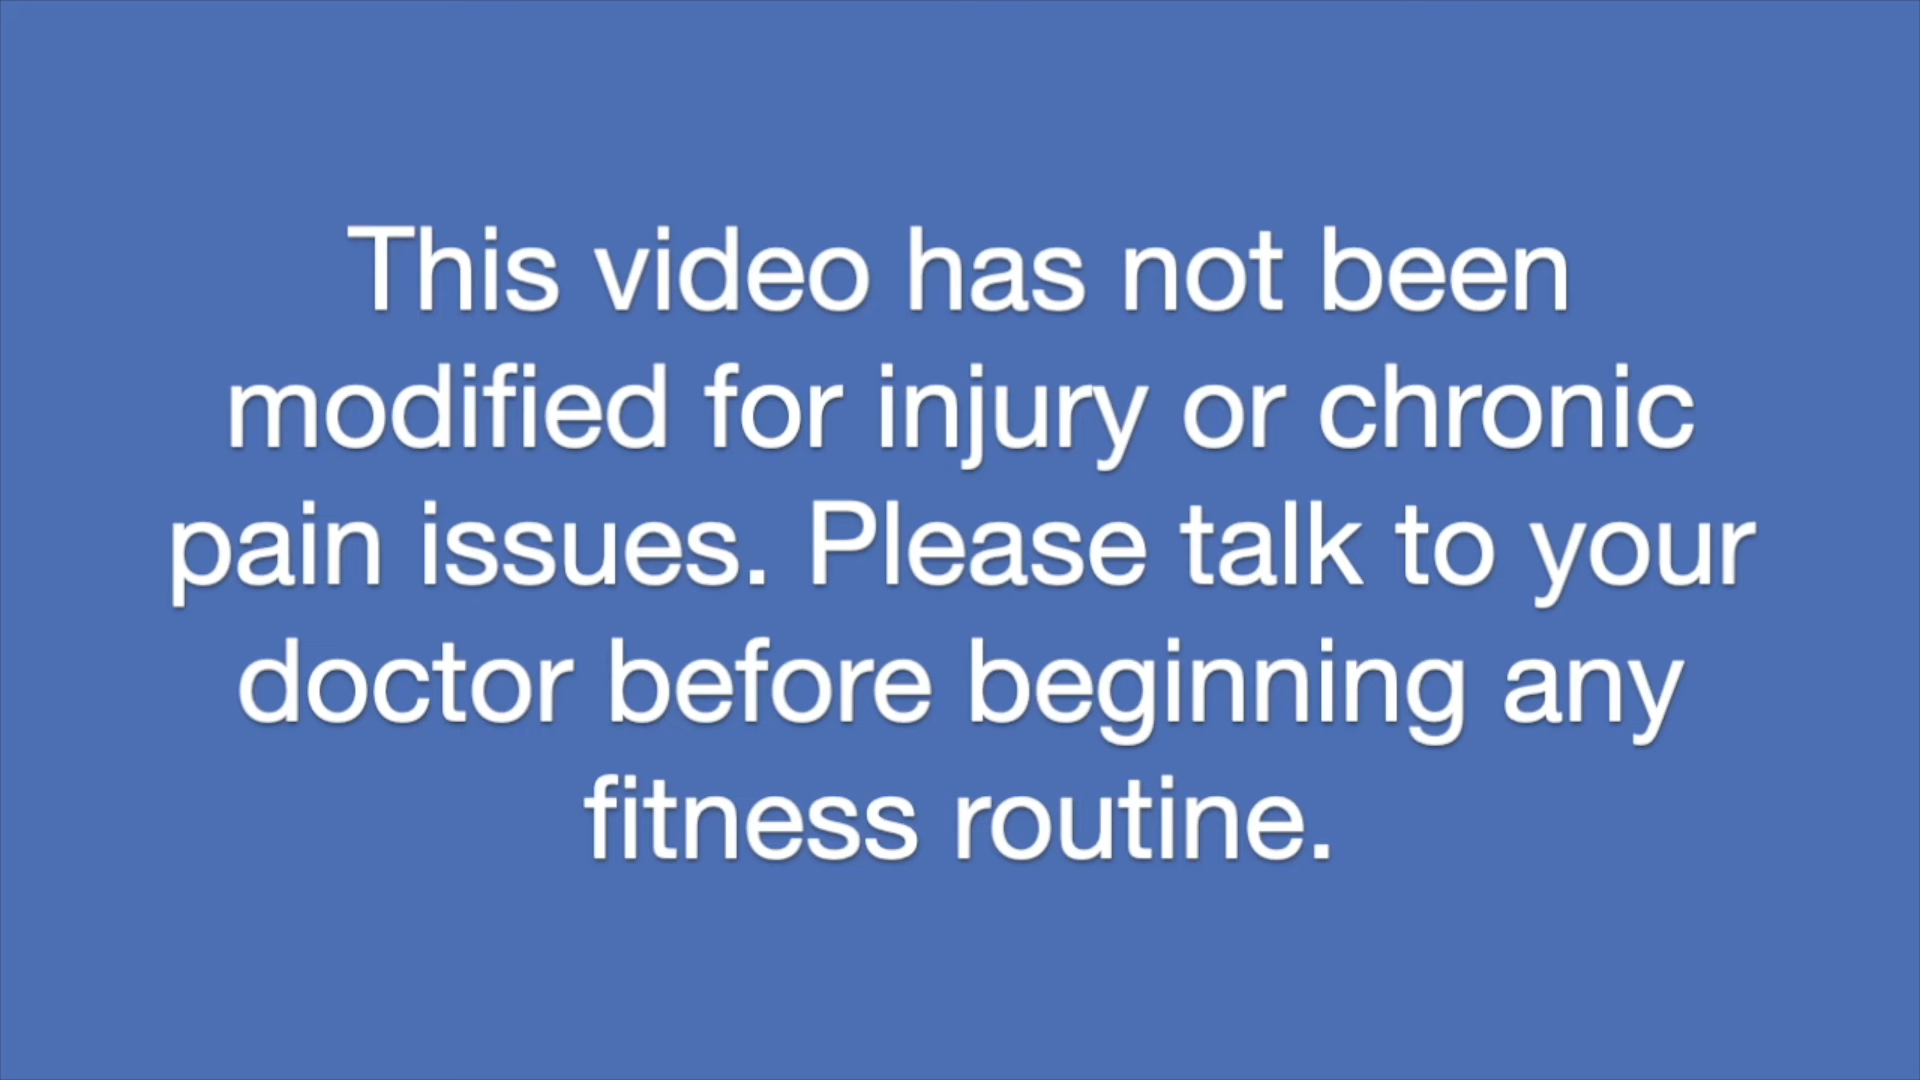 This video has not been
modified for injury or chronic
pain issues. Please talk to your
doctor before beginning any
fitness routine.